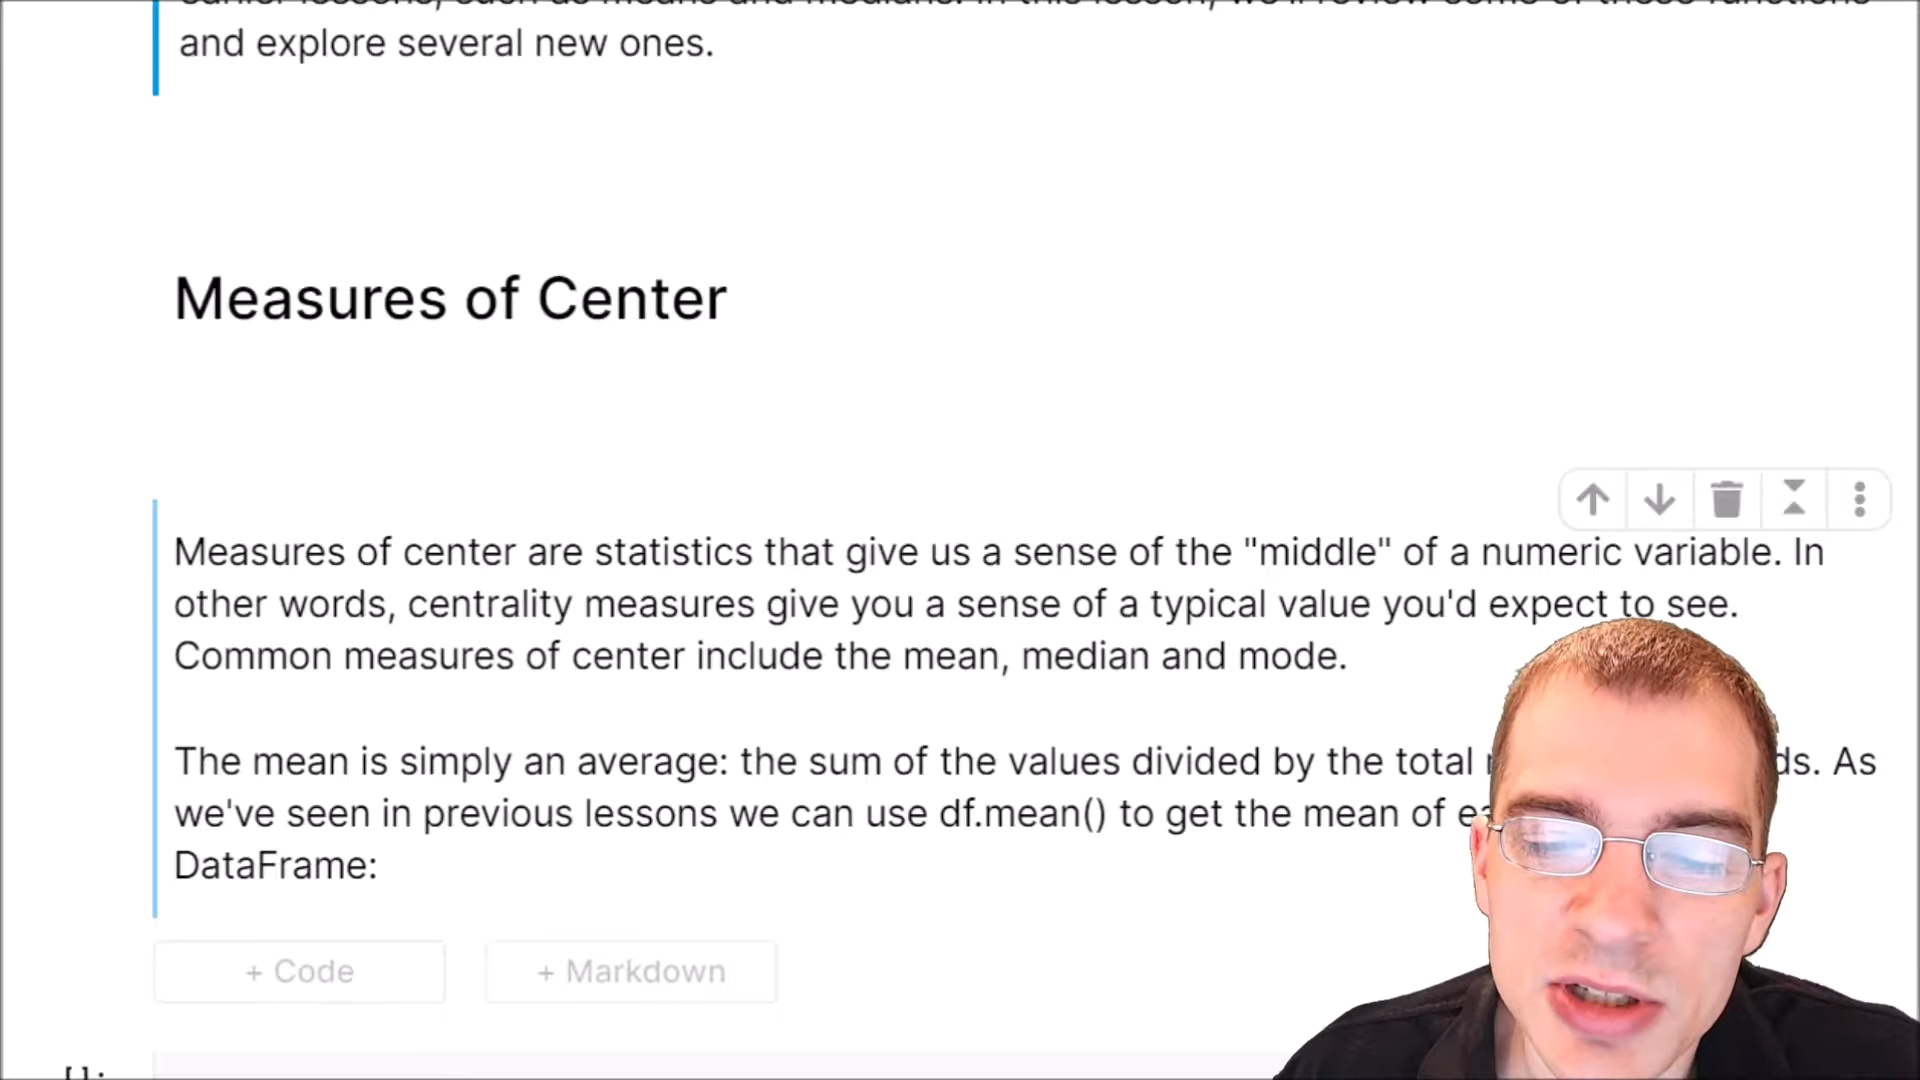 and explore several new ones.
Measures of Center
Measures of center are statistics that give us a sense of the "middle" of a numeric variable. In
other words, centrality measures give you a sense of a typical value you'd expect to see.
Common measures of center include the mean, median and mode.
The mean is simply an average: the sum of the values divided by the total ds. As
we've seen in previous lessons we can use df.mean() to get the mean of
DataFrame:
+ Code
+ Markdown
[ ]: